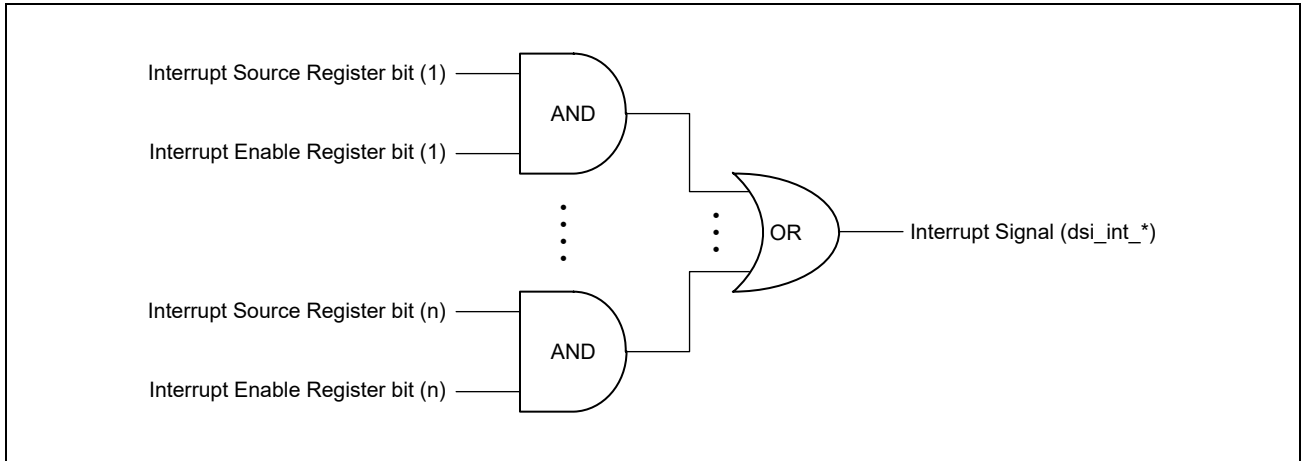 Interrupt Source Register bit (1)
AND
Interrupt Enable Register bit (1)
OR
Interrupt Signal (dsi_int_*)
Interrupt Source Register bit (n)
AND
Interrupt Enable Register bit (n)